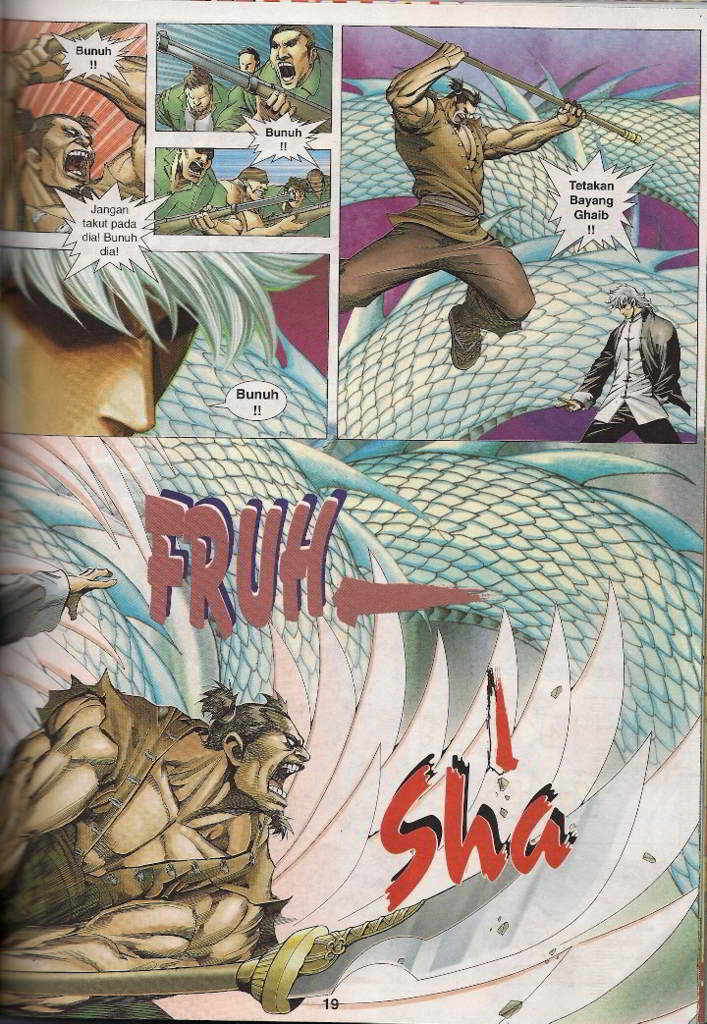 Bunuh
!!
Bunuh
!!
Jangan
takut pada
dia! Bunuh
dia!
Bunuh
!!
Tetakan
Bayang
Ghaib
!!
FRUH
Sha
19